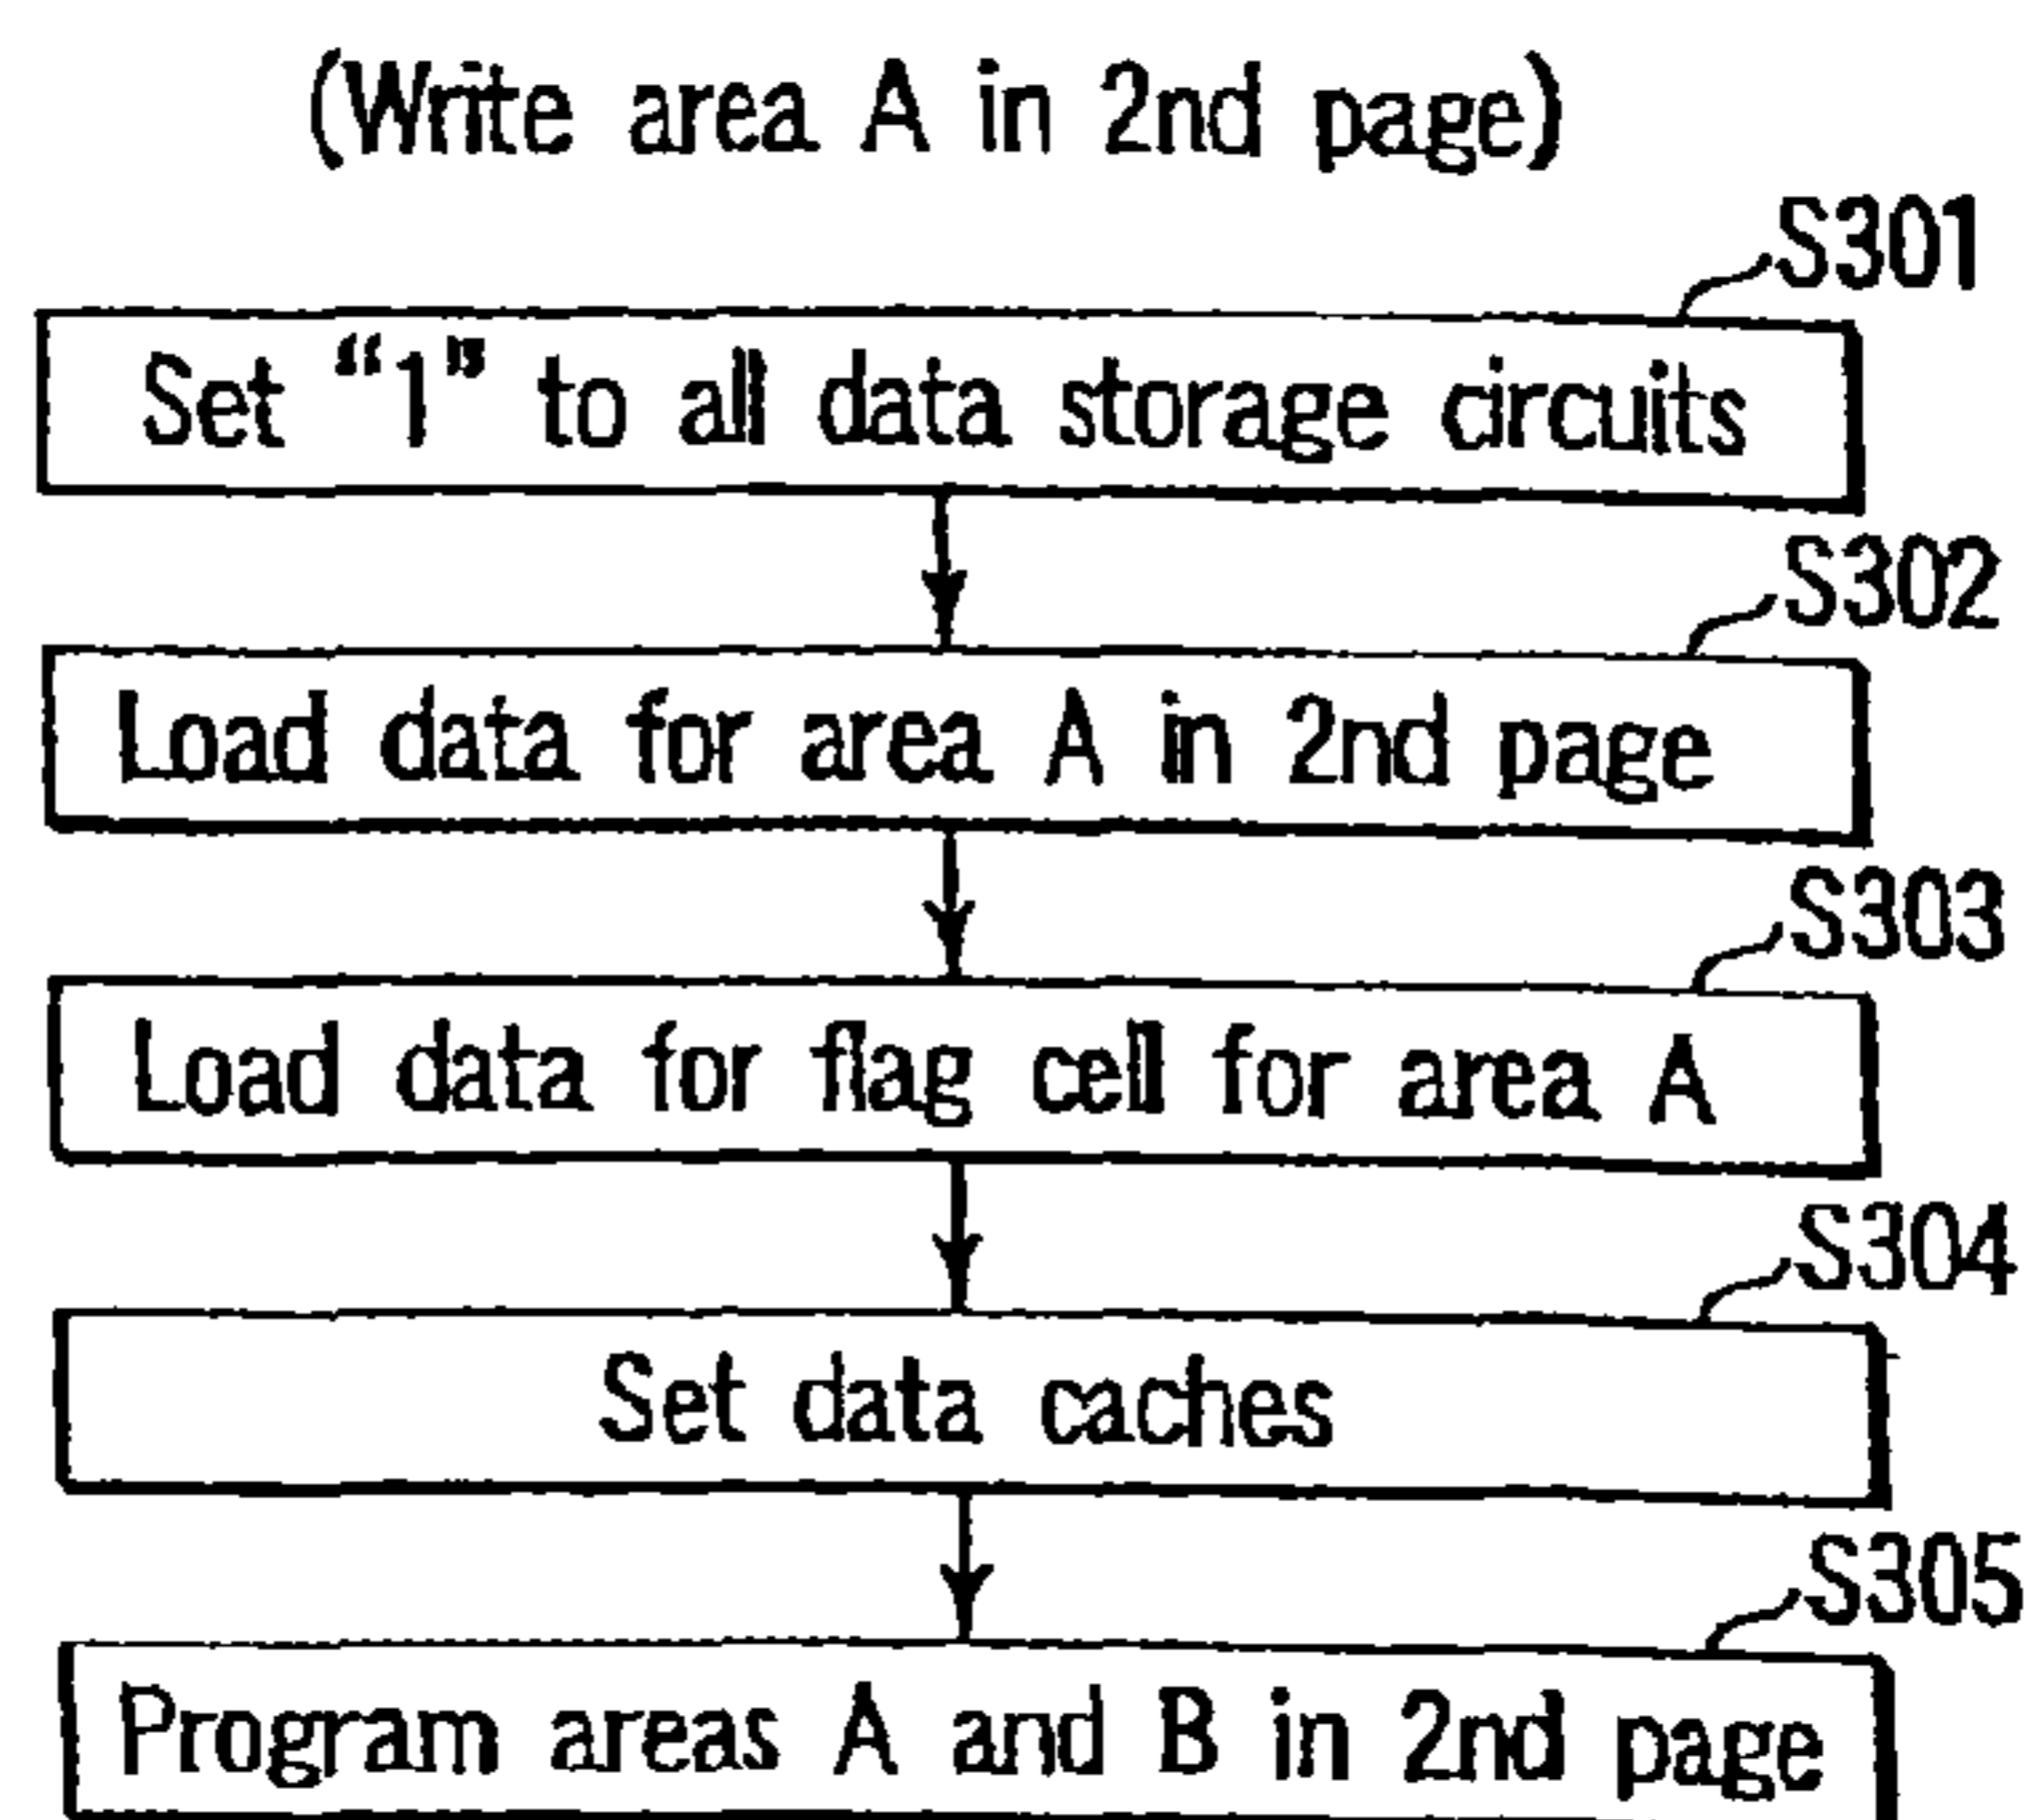 (Write area A in 2nd page)
S301
Set “1” to all data storage circuits
S302
Load data for area A in 2nd page
S303
Load data for flag cell for area A
S304
Set data caches
S305
Program areas A and B in 2nd page